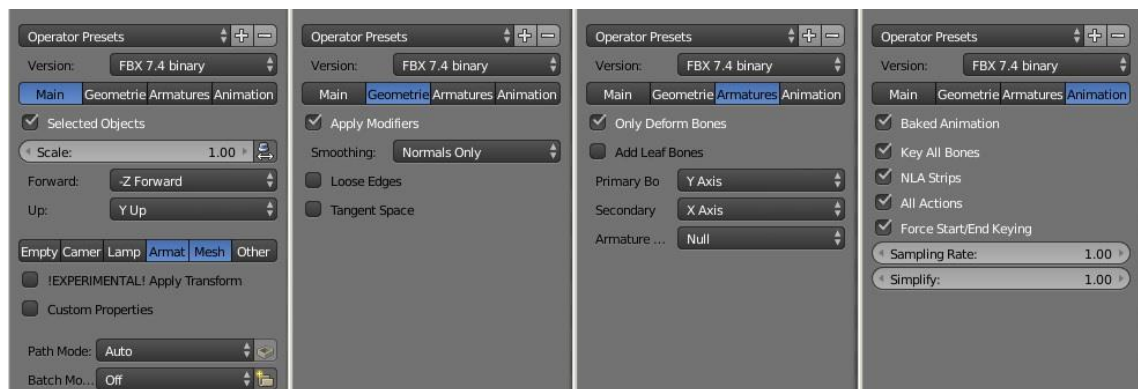 Operator Presets
Version: FBX 7.4 binary
Main Geometrie Armatures Animation
Selected Objects
Scale: 1.00
Forward: -Z Forward
Up: Y Up
Empty Camer Lamp Armat Mesh Other
!EXPERIMENTAL! Apply Transform
Custom Properties
Path Mode: Auto
Batch Mo... Off
Operator Presets
Version: FBX 7.4 binary
Main Geometrie Armatures Animation
Apply Modifiers
Smoothing: Normals Only
Loose Edges
Tangent Space
Operator Presets
Version: FBX 7.4 binary
Main Geometrie Armatures Animation
Only Deform Bones
Add Leaf Bones
Primary Bo Y Axis
Secondary X Axis
Armature ... Null
Operator Presets
Version: FBX 7.4 binary
Main Geometrie Armatures Animation
Baked Animation
Key All Bones
NLA Strips
All Actions
Force Start/End Keying
Sampling Rate: 1.00
Simplify: 1.00